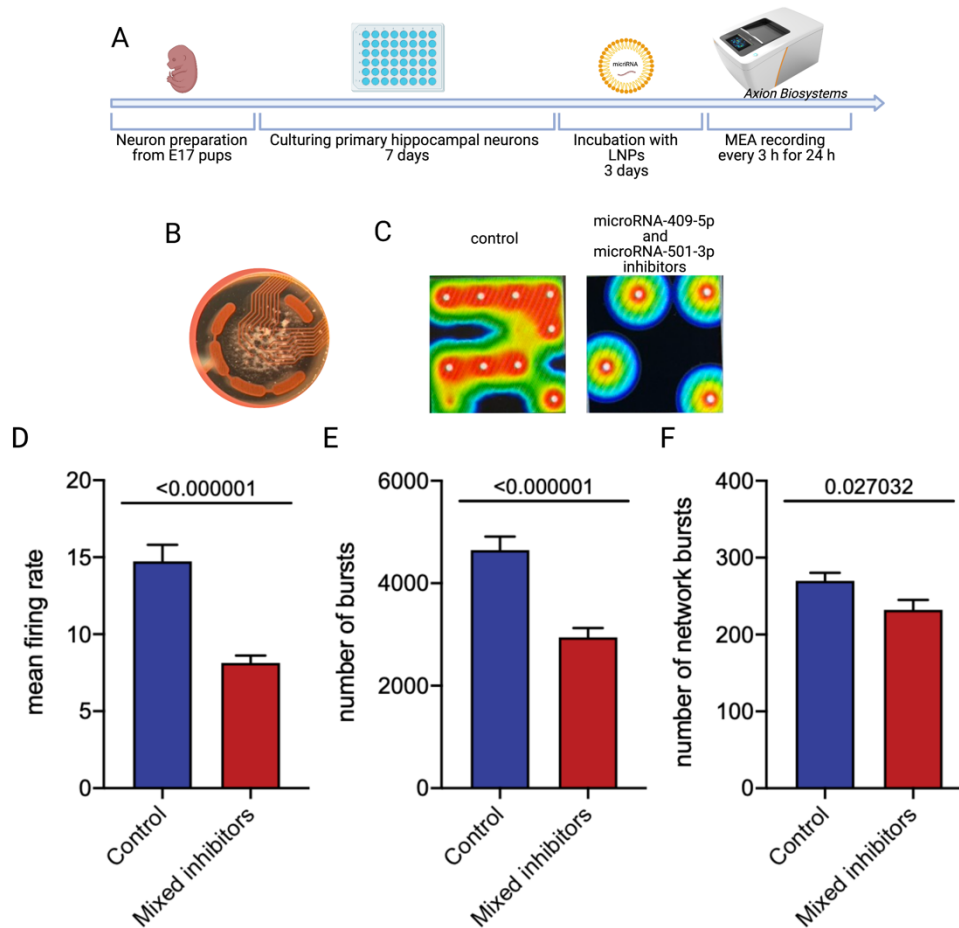 A
micrIRNA
Axion Biosystems
Neuron preparation
from E17 pups
Culturing primary hippocampal neurons
7 days
Incubation with
LNPs
3 days
MEA recording
every 3 h for 24 h
B
C
control
microRNA-409-5p
and
microRNA-501-3p
inhibitors
D
mean firing rate
20
15
10
5
0
<0.000001
Control
Mixed inhibitors
E
number of bursts
6000
4000
2000
0
<0.000001
Control
Mixed inhibitors
F
number of network bursts
400
300
200
100
0
0.027032
Control
Mixed inhibitors